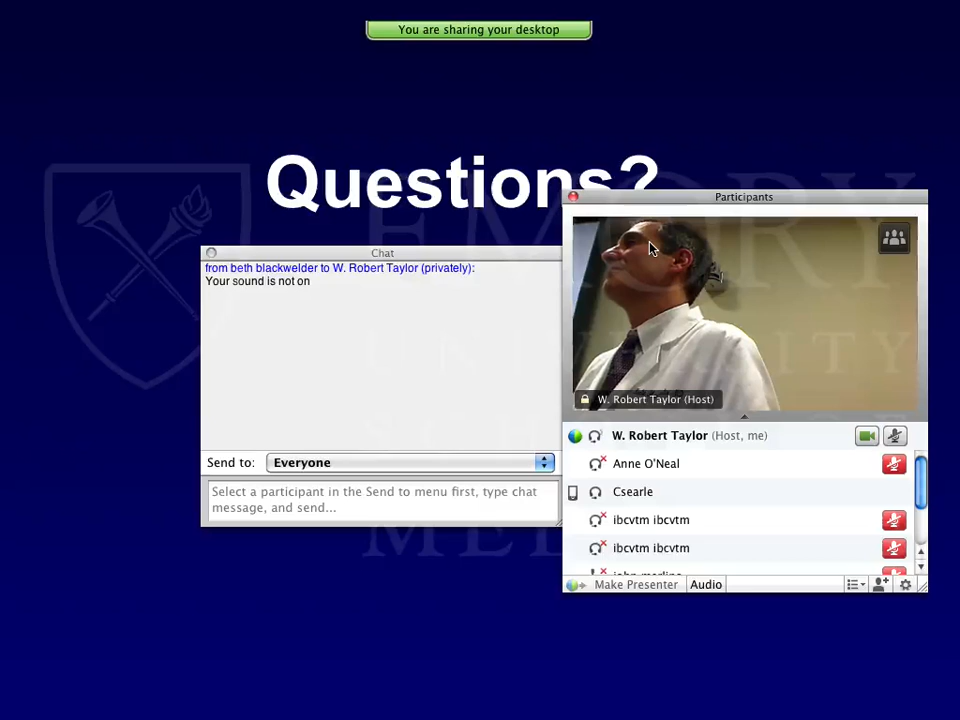 You are sharing your desktop
Questions?
EMORY
UNIVERSITY
Chat
from beth blackwelder to W. Robert Taylor (privately):
Your sound is not on
Send to: Everyone
Select a participant in the Send to menu first, type chat
message, and send...
Participants
W. Robert Taylor (Host)
W. Robert Taylor (Host, me)
Anne O'Neal
Csearle
ibcvtm ibcvtm
ibcvtm ibcvtm
Make Presenter Audio